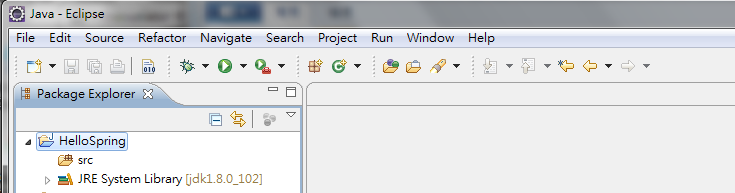 Java - Eclipse
File Edit Source Refactor Navigate Search Project Run Window Help
010
Package Explorer
HelloSpring
src
JRE System Library [jdk1.8.0_102]